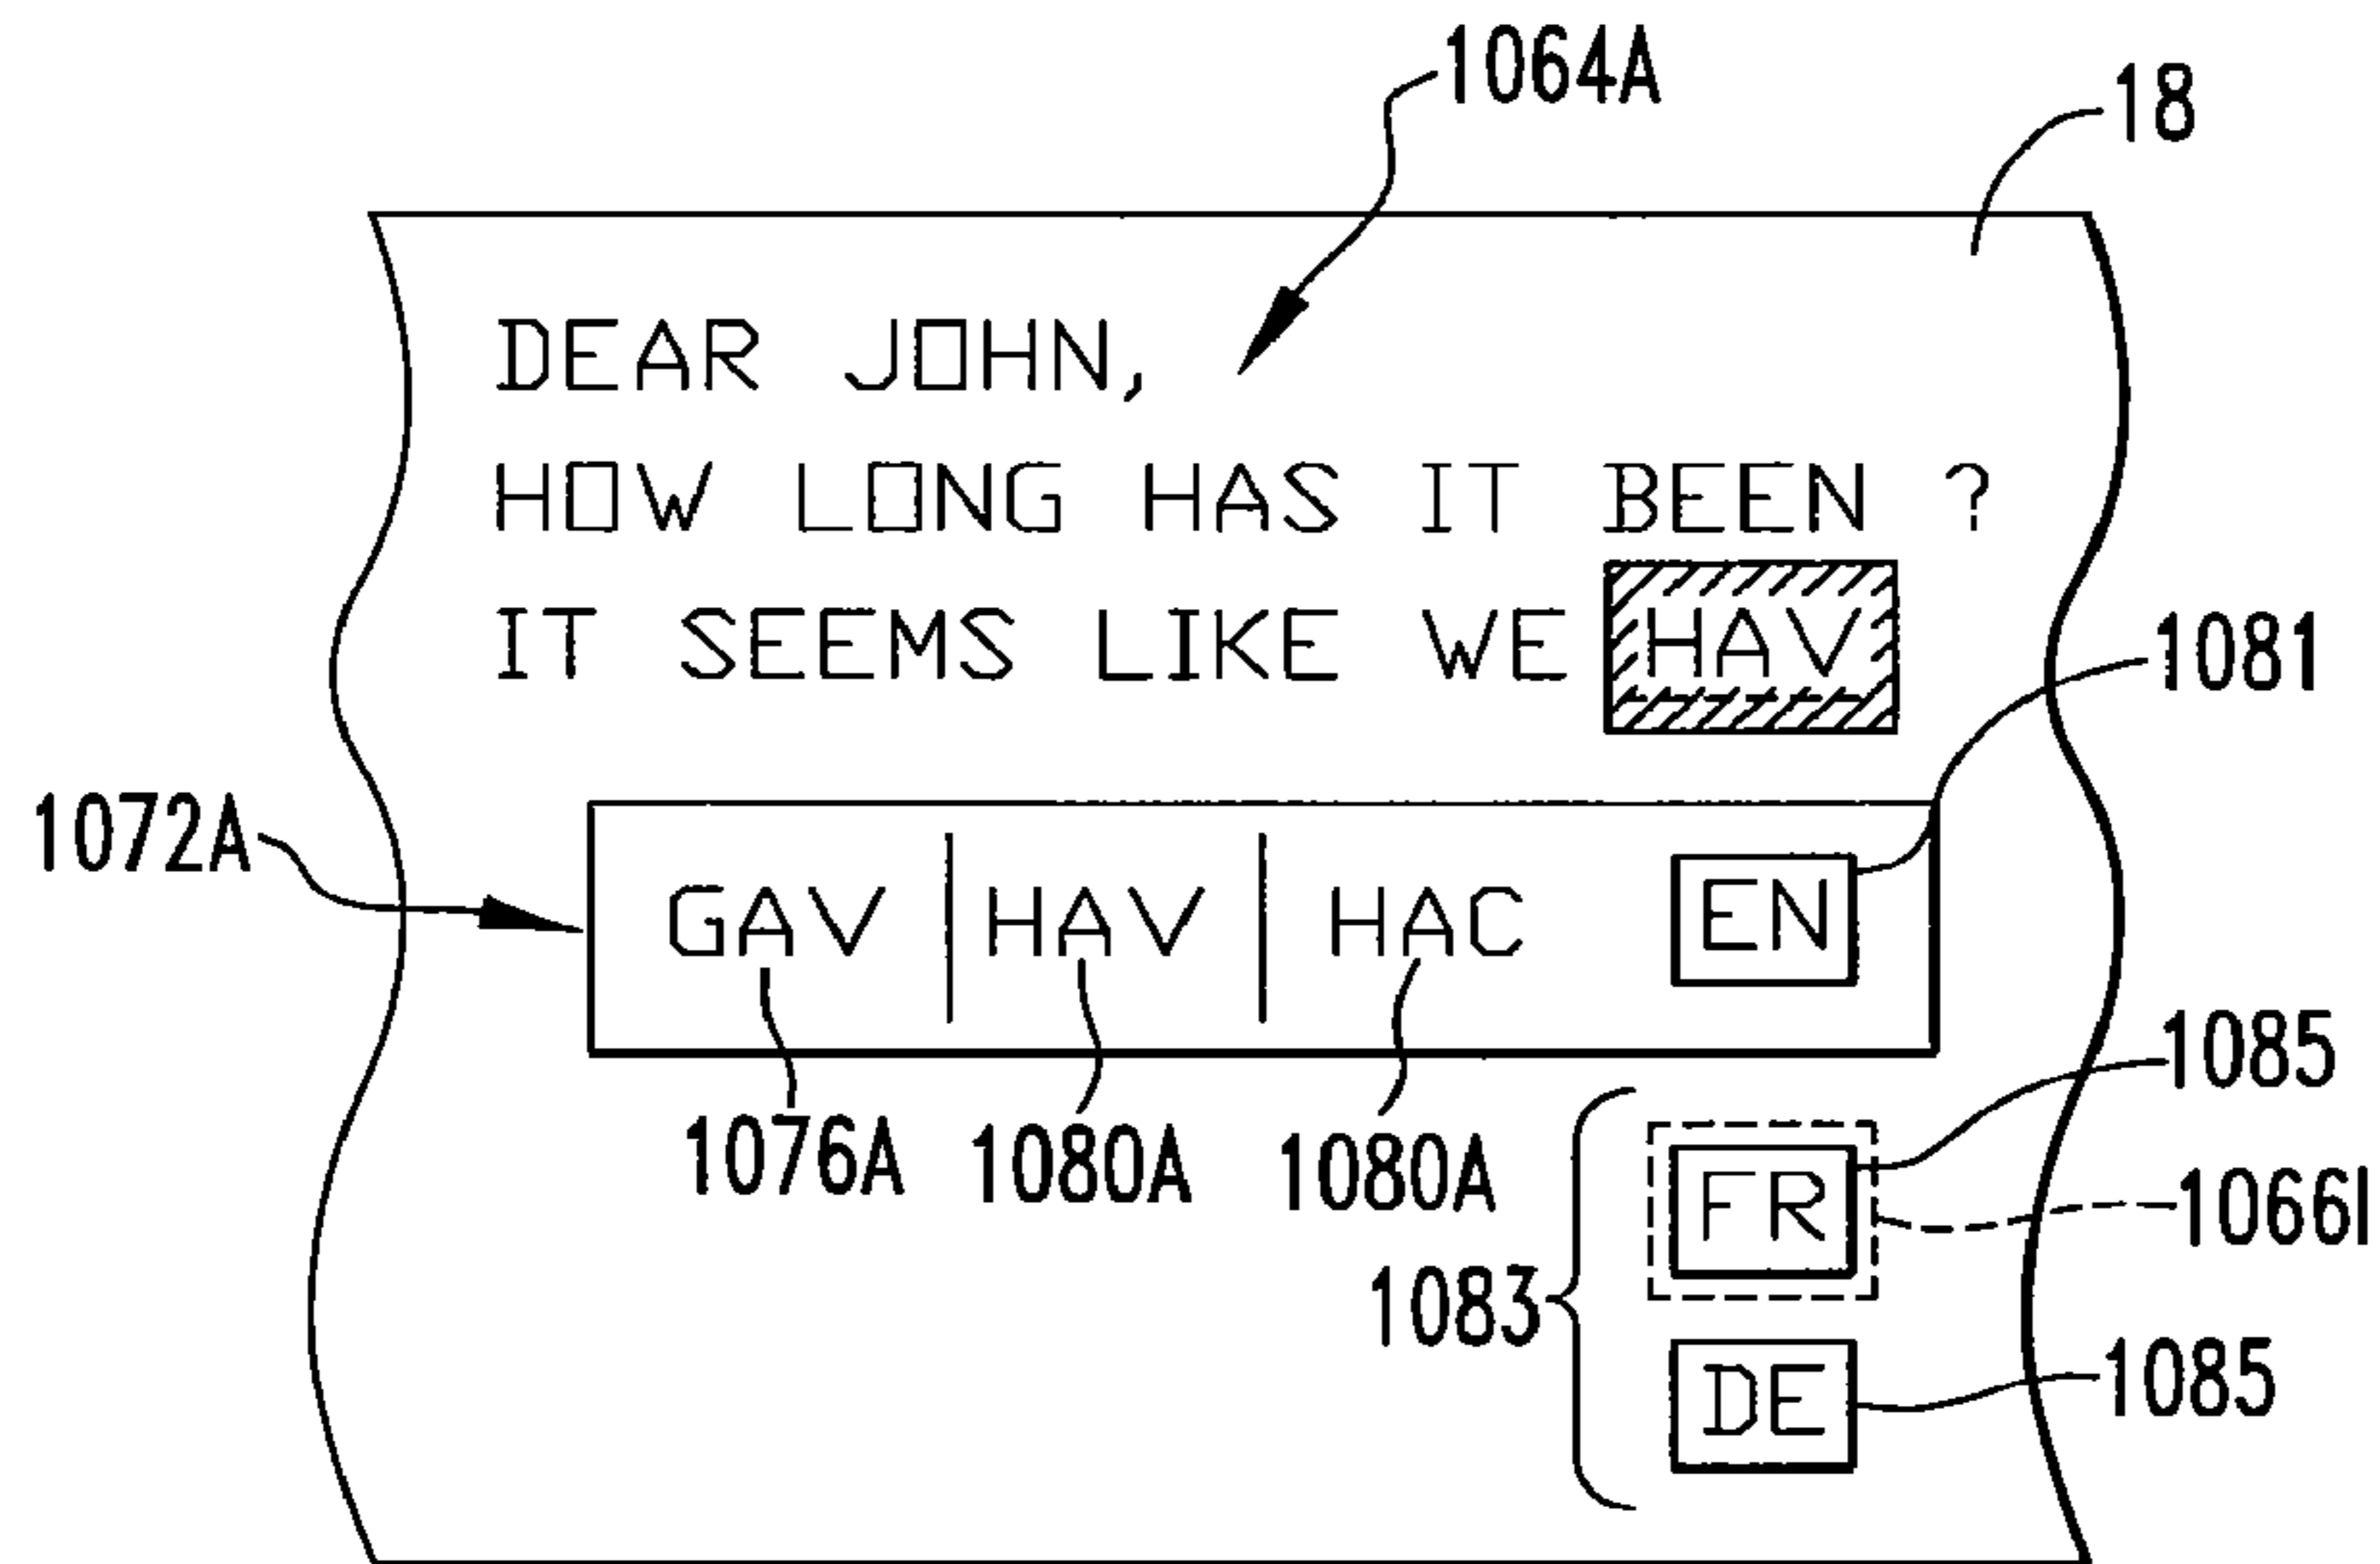 1064A
18
DEAR JOHN,
HOW LONG HAS IT BEEN ?
IT SEEMS LIKE WE HAV
1081
1072A
GAV HAV HAC EN
1085
1076A 1080A 1080A
FR
1066I
1083
DE
1085